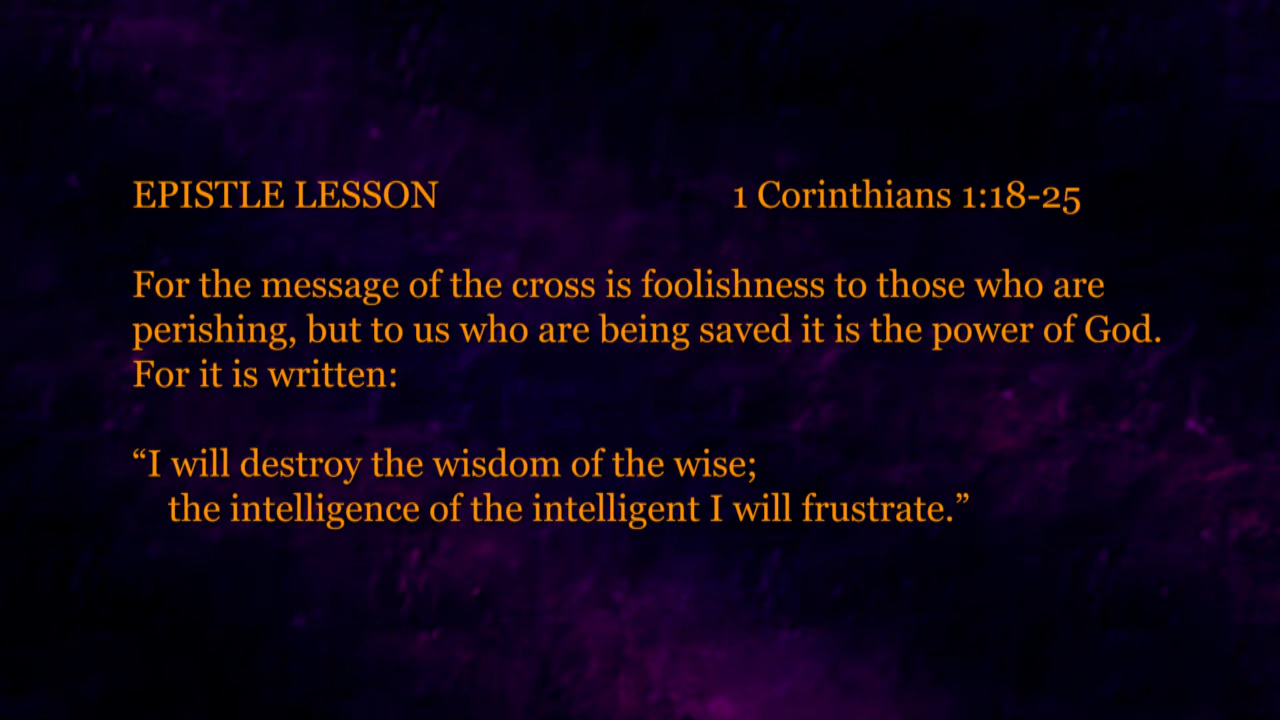 EPISTLE LESSON 1 Corinthians 1:18-25
For the message of the cross is foolishness to those who are
perishing, but to us who are being saved it is the power of God.
For it is written:
“I will destroy the wisdom of the wise;
the intelligence of the intelligent I will frustrate.”